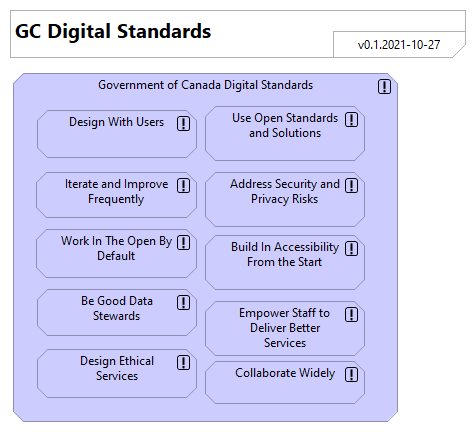 GC Digital Standards
v0.1.2021-10-27
Government of Canada Digital Standards
Design With Users
Use Open Standards
and Solutions
Iterate and Improve
Frequently
Address Security and
Privacy Risks
Work In The Open By
Default
Build In Accessibility
From the Start
Be Good Data
Stewards
Empower Staff to
Deliver Better
Services
Design Ethical
Services
Collaborate Widely